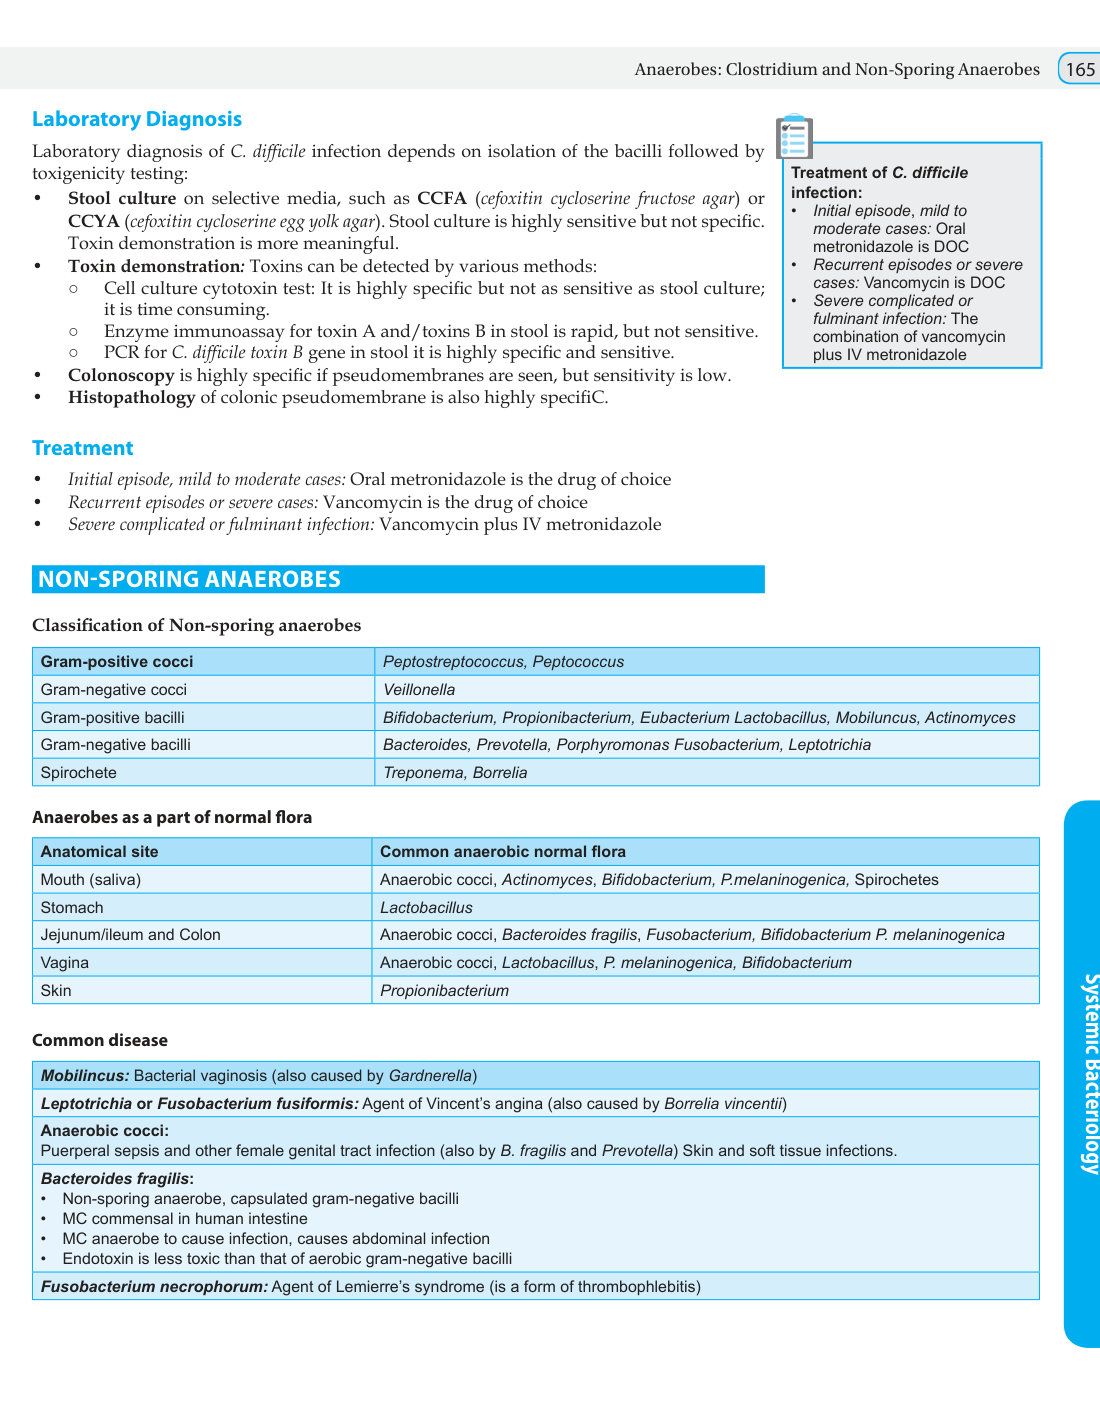 Anaerobes: Clostridium and Non-Sporing Anaerobes 165
Laboratory Diagnosis
Laboratory diagnosis of C. difficile infection depends on isolation of the bacilli followed by
toxigenicity testing:
• Stool culture on selective media, such as CCFA (cefoxitin cycloserine fructose agar) or
CCYA (cefoxitin cycloserine egg yolk agar). Stool culture is highly sensitive but not specific.
Toxin demonstration is more meaningful.
• Toxin demonstration: Toxins can be detected by various methods:
○ Cell culture cytotoxin test: It is highly specific but not as sensitive as stool culture;
it is time consuming.
○ Enzyme immunoassay for toxin A and/toxins B in stool is rapid, but not sensitive.
○ PCR for C. difficile toxin B gene in stool it is highly specific and sensitive.
• Colonoscopy is highly specific if pseudomembranes are seen, but sensitivity is low.
• Histopathology of colonic pseudomembrane is also highly specifiC.
Treatment of C. difficile
infection:
• Initial episode, mild to
moderate cases: Oral
metronidazole is DOC
• Recurrent episodes or severe
cases: Vancomycin is DOC
• Severe complicated or
fulminant infection: The
combination of vancomycin
plus IV metronidazole
Treatment
• Initial episode, mild to moderate cases: Oral metronidazole is the drug of choice
• Recurrent episodes or severe cases: Vancomycin is the drug of choice
• Severe complicated or fulminant infection: Vancomycin plus IV metronidazole
NON-SPORING ANAEROBES
Classification of Non-sporing anaerobes
Gram-positive cocci Peptostreptococcus, Peptococcus
Gram-negative cocci Veillonella
Gram-positive bacilli Bifidobacterium, Propionibacterium, Eubacterium Lactobacillus, Mobiluncus, Actinomyces
Gram-negative bacilli Bacteroides, Prevotella, Porphyromonas Fusobacterium, Leptotrichia
Spirochete Treponema, Borrelia
Anaerobes as a part of normal flora
Anatomical site Common anaerobic normal flora
Mouth (saliva) Anaerobic cocci, Actinomyces, Bifidobacterium, P.melaninogenica, Spirochetes
Stomach Lactobacillus
Jejunum/ileum and Colon Anaerobic cocci, Bacteroides fragilis, Fusobacterium, Bifidobacterium P. melaninogenica
Vagina Anaerobic cocci, Lactobacillus, P. melaninogenica, Bifidobacterium
Skin Propionibacterium
Common disease
Mobilincus: Bacterial vaginosis (also caused by Gardnerella)
Leptotrichia or Fusobacterium fusiformis: Agent of Vincent's angina (also caused by Borrelia vincentii)
Anaerobic cocci:
Puerperal sepsis and other female genital tract infection (also by B. fragilis and Prevotella) Skin and soft tissue infections.
Bacteroides fragilis:
• Non-sporing anaerobe, capsulated gram-negative bacilli
• MC commensal in human intestine
• MC anaerobe to cause infection, causes abdominal infection
• Endotoxin is less toxic than that of aerobic gram-negative bacilli
Fusobacterium necrophorum: Agent of Lemierre's syndrome (is a form of thrombophlebitis)
Systemic Bacteriology